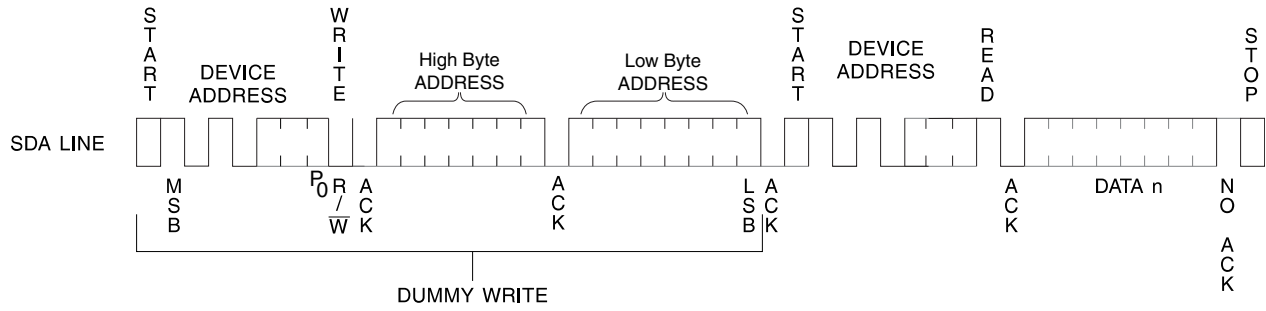 START
WRITE
START
READ
STOP
DEVICE
ADDRESS
High Byte
ADDRESS
Low Byte
ADDRESS
DEVICE
ADDRESS
SDA LINE
MSB
P0
R/W
ACK
ACK
LSB
ACK
ACK
DATA n
NO ACK
DUMMY WRITE